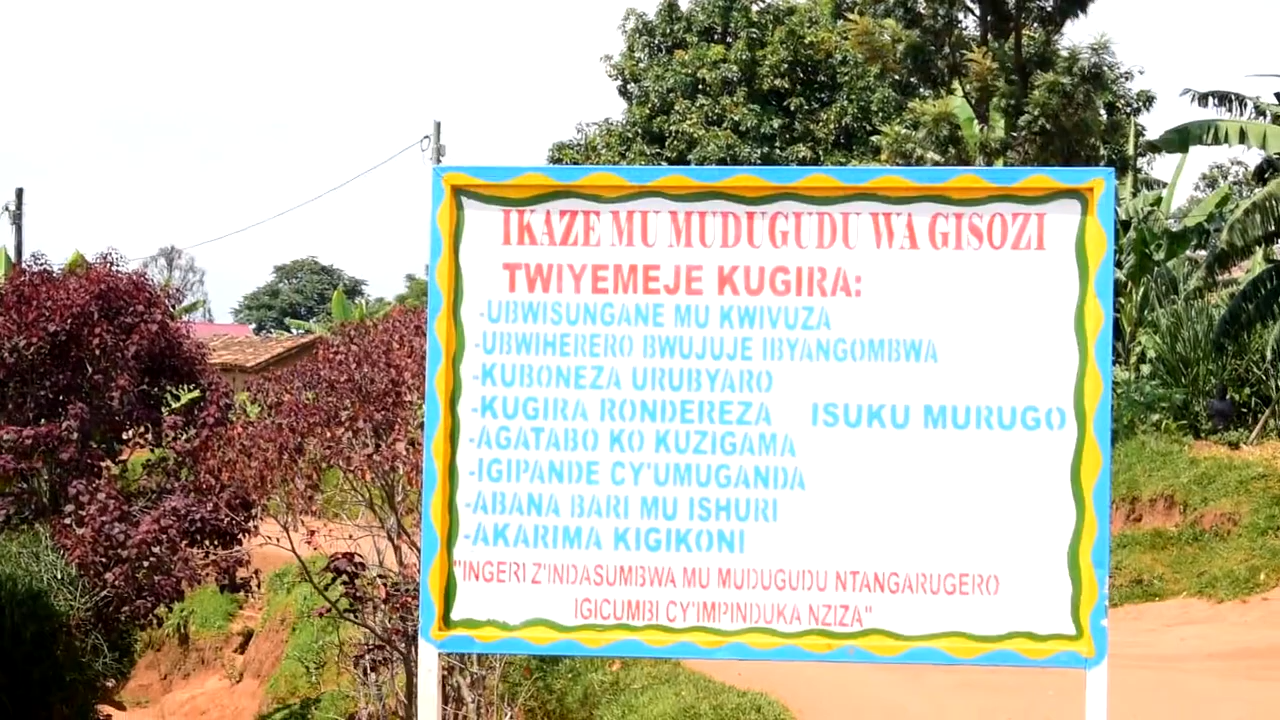 IKAZE MU MUDUGUDU WA GISOZI
TWIYEMEJE KUGIRA:
-UBWISUNGANE MU KWIVUZA
-UBWIHERERO BWUJUJE IBYANGOMBWA
-KUBONEZA URUBYARO
-KUGIRA RONDEREZA ISUKU MURUGO
-AGATABO KO KUZIGAMA
-IGIPANDE CY'UMUGANDA
-ABANA BARI MU ISHURI
-AKARIMA KIGIKONI
"INGERI Z'INDASUMBWA MU MUDUGUDU NTANGARUGERO
IGICUMBI CY'IMPINDUKA NZIZA"